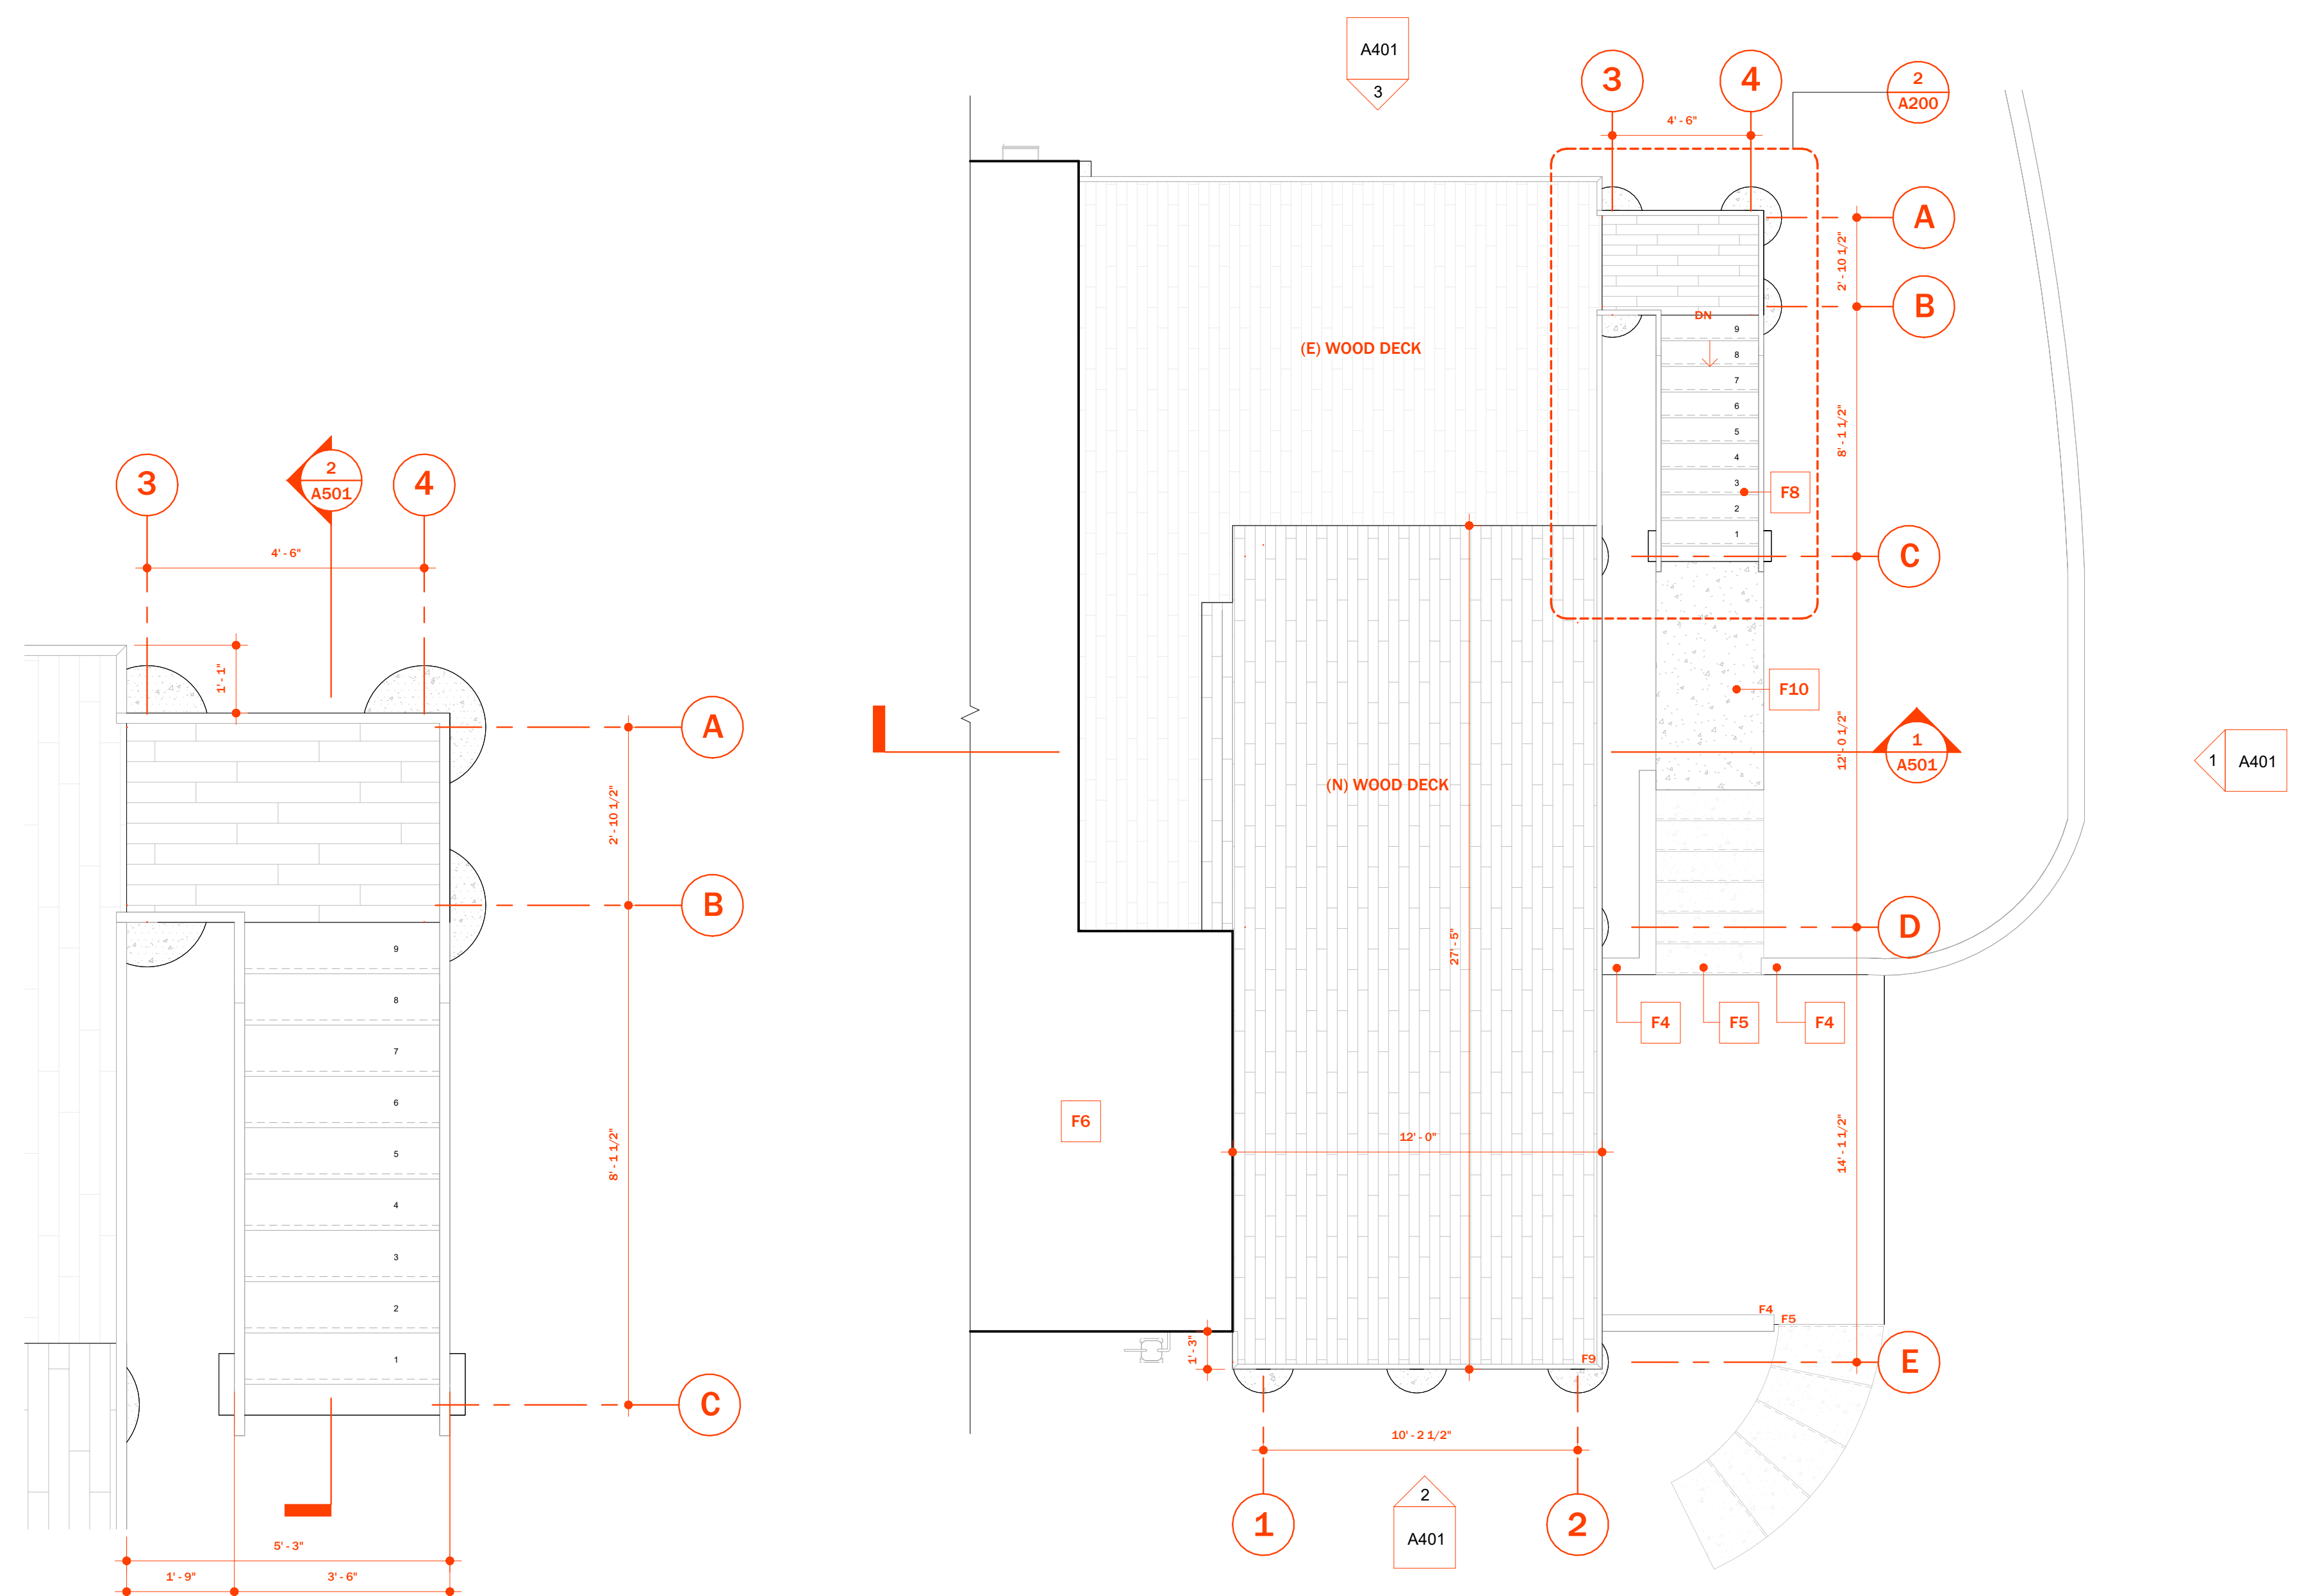 3
2
A501
4
4' - 6"
1' - 1"
A
2' - 10 1/2"
B
9
8
7
6
5
4
3
2
1
8' - 1 1/2"
C
5' - 3"
1' - 9"
3' - 6"
A401
3
3
4
2
A200
4' - 6"
A
2' - 10 1/2"
B
DN
9
8
7
6
5
4
3
2
1
8' - 1 1/2"
(E) WOOD DECK
F8
C
F10
12' - 0 1/2"
1
A501
1
A401
(N) WOOD DECK
27' - 5"
D
F4
F5
F4
F6
12' - 0"
14' - 1 1/2"
F4
F5
1' - 3"
F9
E
10' - 2 1/2"
1
2
2
A401